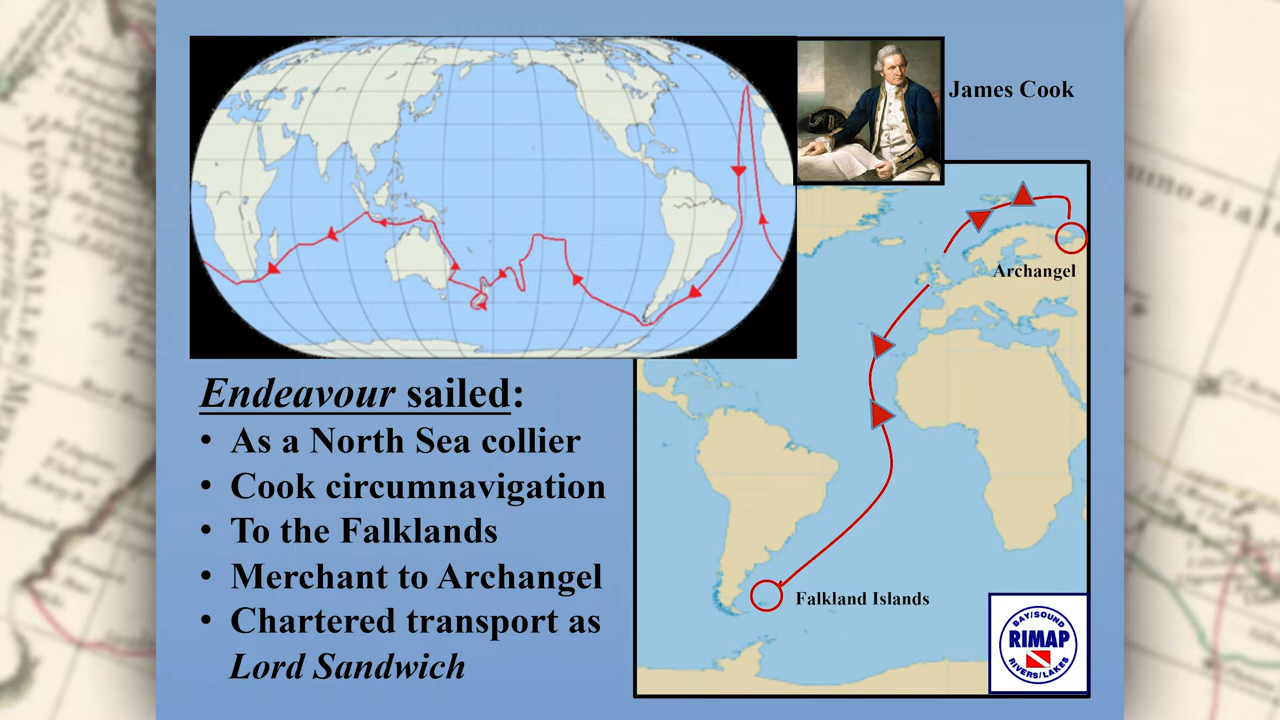 James Cook
Archangel
Endeavour sailed:
• As a North Sea collier
• Cook circumnavigation
• To the Falklands
• Merchant to Archangel
• Chartered transport as
Lord Sandwich
Falkland Islands
BAY/SOUND
RIMAP
RIVERS/LAKES